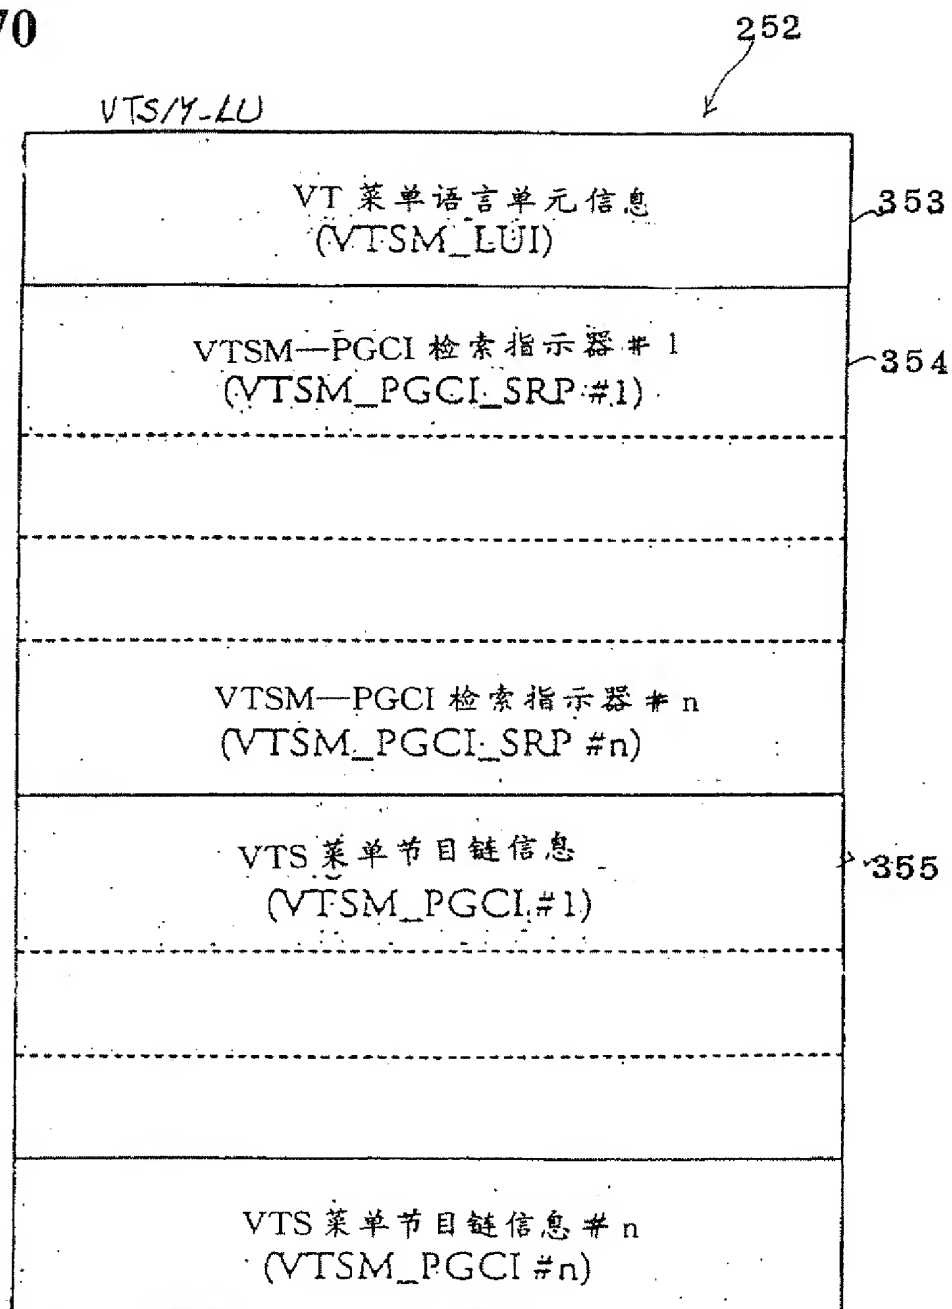 70
252
VTSM-LU
VT 菜单语言单元信息
(VTSM_LUI)
353
VTSM—PGCI 检索指示器 # 1
(VTSM_PGCI_SRP #1)
354
VTSM—PGCI 检索指示器 # n
(VTSM_PGCI_SRP #n)
VTS 菜单节目链信息
(VTSM_PGCI #1)
355
VTS 菜单节目链信息 # n
(VTSM_PGCI #n)